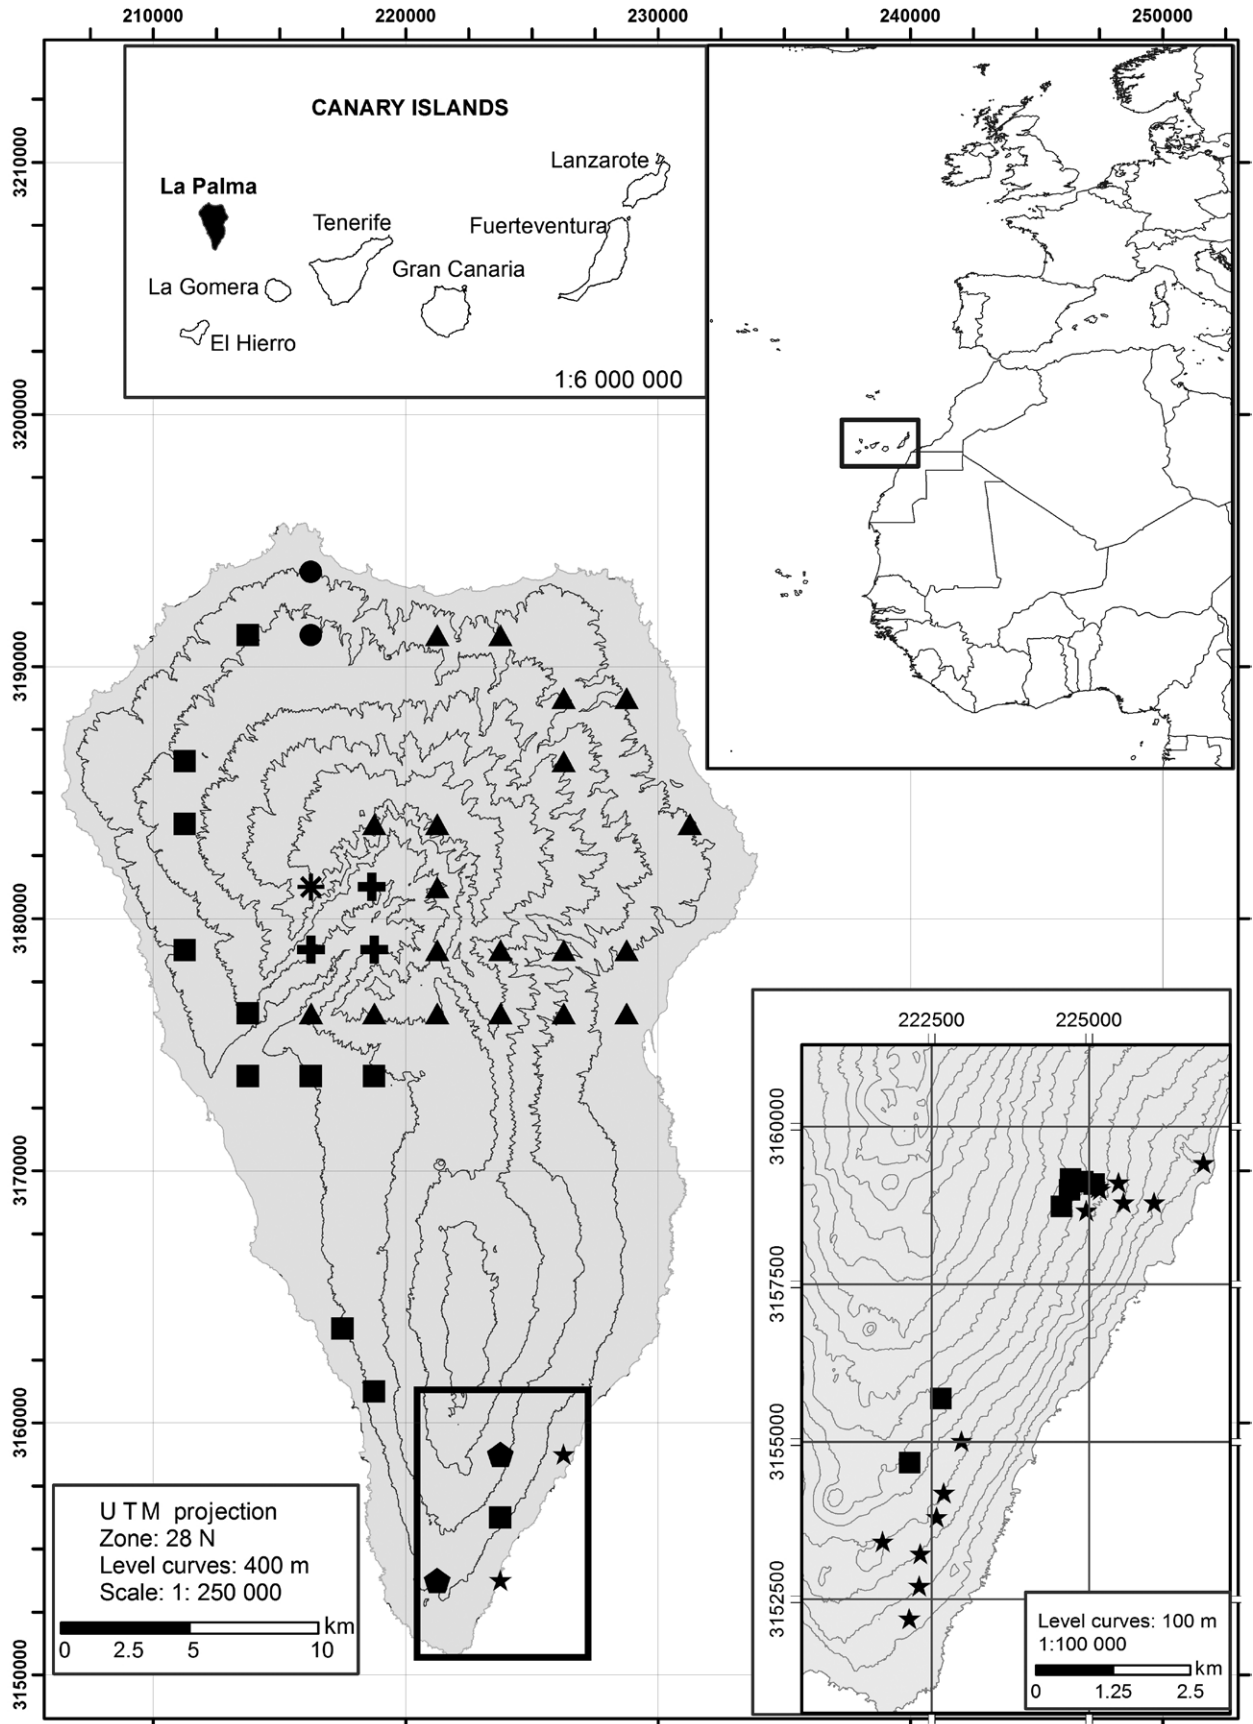 210000
220000
230000
240000
250000
3210000
3200000
3190000
3180000
3170000
3160000
3150000
CANARY ISLANDS
La Palma
Lanzarote
Tenerife
Fuerteventura
Gran Canaria
La Gomera
El Hierro
1:6 000 000
U T M projection
Zone: 28 N
Level curves: 400 m
Scale: 1: 250 000
km
0 2.5 5 10
222500
225000
3160000
3157500
3155000
3152500
Level curves: 100 m
1:100 000
km
0 1.25 2.5